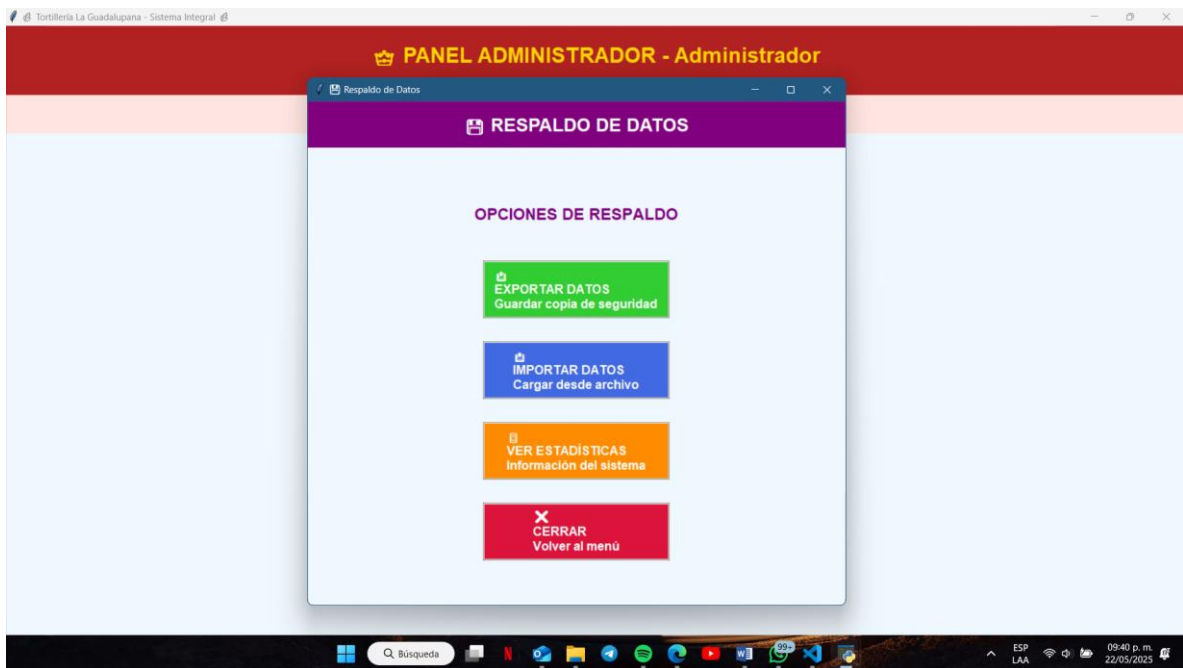 Tortillería La Guadalupana - Sistema Integral
PANEL ADMINISTRADOR - Administrador
Respaldo de Datos
RESPALDO DE DATOS
OPCIONES DE RESPALDO
EXPORTAR DATOS
Guardar copia de seguridad
IMPORTAR DATOS
Cargar desde archivo
VER ESTADÍSTICAS
Información del sistema
CERRAR
Volver al menú
Búsqueda
99+
ESP
LAA
09:40 p. m.
22/05/2025